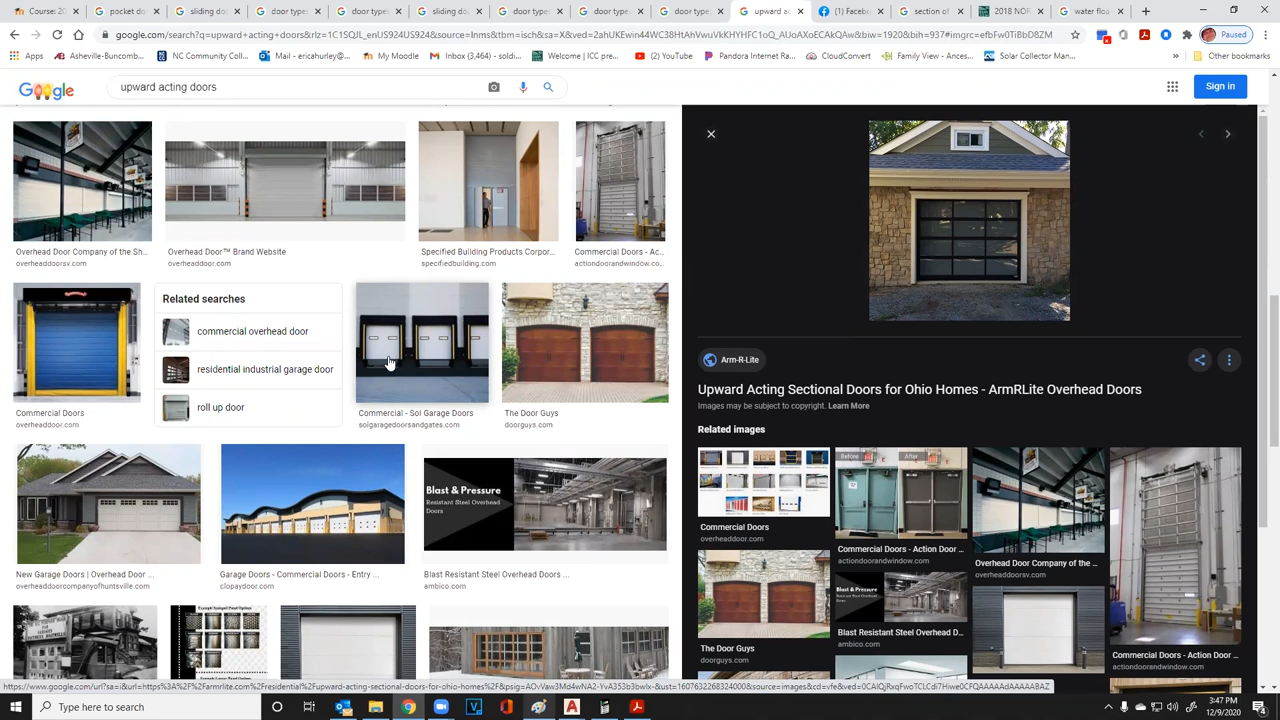 Course: 20
pocket do
door types
door types
sliding do
door type
door type
door type
upward ac
(1) Faceb
section of
2018 NOR
water floa
google.com/search?q=upward+acting+doors&rlz=1C1SQJL_enUS924US924&source=lnms&tbm=isch&sa=X&ved=2ahUKEwin44WC38HtAhVwuVkKHYHFC1oQ_AUoAXoECAkQAw&biw=1920&bih=937#imgrc=efbFw0TiBbD8ZM
Paused
Apps
Asheville-Buncomb...
NC Community Col...
Mail - ericahurley@...
My Moodle
Inbox (3,464) - soldi...
Welcome | ICC pre...
(2) YouTube
Pandora Internet Ra...
CloudConvert
Family View - Ances...
Solar Collector Man...
Other bookmarks
Google
upward acting doors
Sign in
Overhead Door Company of the Sh...
overheaddoorsv.com
Overhead Door™ Brand Website
overheaddoor.com
Specified Building Products Corpor...
specifiedbuilding.com
Commercial Doors - Ac...
actiondoorandwindow.co...
Related searches
commercial overhead door
residential industrial garage door
roll up door
Commercial Doors
overheaddoor.com
Commercial - Sol Garage Doors
solgaragedoorsandgates.com
The Door Guys
doorguys.com
Blast & Pressure
Resistant Steel Overhead
Doors
New Garage Doors | Overhead Door ...
overheaddoorcompanyofhuntsville.com
Garage Doors - Commercial Doors - Entry ...
clopaydoor.com
Blast Resistant Steel Overhead Doors ...
ambico.com
Arm-R-Lite
Upward Acting Sectional Doors for Ohio Homes - ArmRLite Overhead Doors
Images may be subject to copyright. Learn More
Related images
Before
After
Commercial Doors
overheaddoor.com
Commercial Doors - Action Door ...
actiondoorandwindow.com
Overhead Door Company of the ...
overheaddoorsv.com
Blast & Pressure
Blast Resistant Steel Overhead D...
ambico.com
The Door Guys
doorguys.com
Commercial Doors - Action Door ...
actiondoorandwindow.com
Type here to search
3:47 PM
12/9/2020